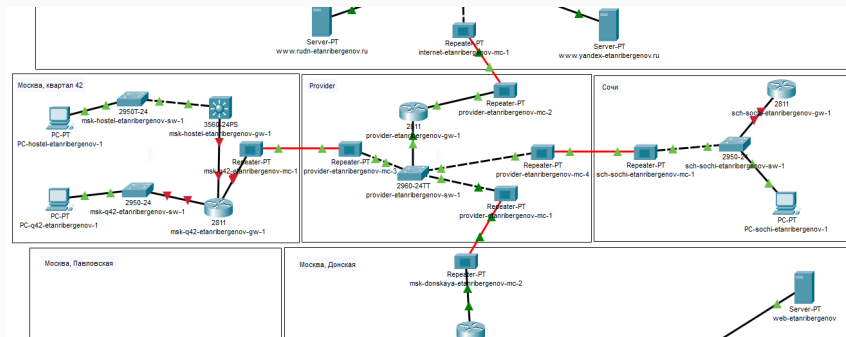 Server-PT
www.rudn-etanribergenov.ru
Repeater-PT
internet-etanribergenov-mc-1
Server-PT
www.yandex-etanribergenov.ru
Москва, квартал 42
2950T-24
msk-hostel-etanribergenov-sw-1
3560-24PS
msk-hostel-etanribergenov-gw-1
PC-PT
PC-hostel-etanribergenov-1
Repeater-PT
msk-q42-etanribergenov-mc-1
PC-PT
PC-q42-etanribergenov-1
2950-24
msk-q42-etanribergenov-sw-1
2811
msk-q42-etanribergenov-gw-1
Provider
Repeater-PT
provider-etanribergenov-mc-2
2811
provider-etanribergenov-gw-1
Repeater-PT
provider-etanribergenov-mc-3
2960-24TT
provider-etanribergenov-sw-1
Repeater-PT
provider-etanribergenov-mc-4
Repeater-PT
provider-etanribergenov-mc-1
Сочи
2811
sch-sochi-etanribergenov-gw-1
Repeater-PT
sch-sochi-etanribergenov-mc-1
2950-24
sch-sochi-etanribergenov-sw-1
PC-PT
PC-sochi-etanribergenov-1
Москва, Павловская
Москва, Донская
Repeater-PT
msk-donskaya-etanribergenov-mc-2
Server-PT
web-etanribergenov